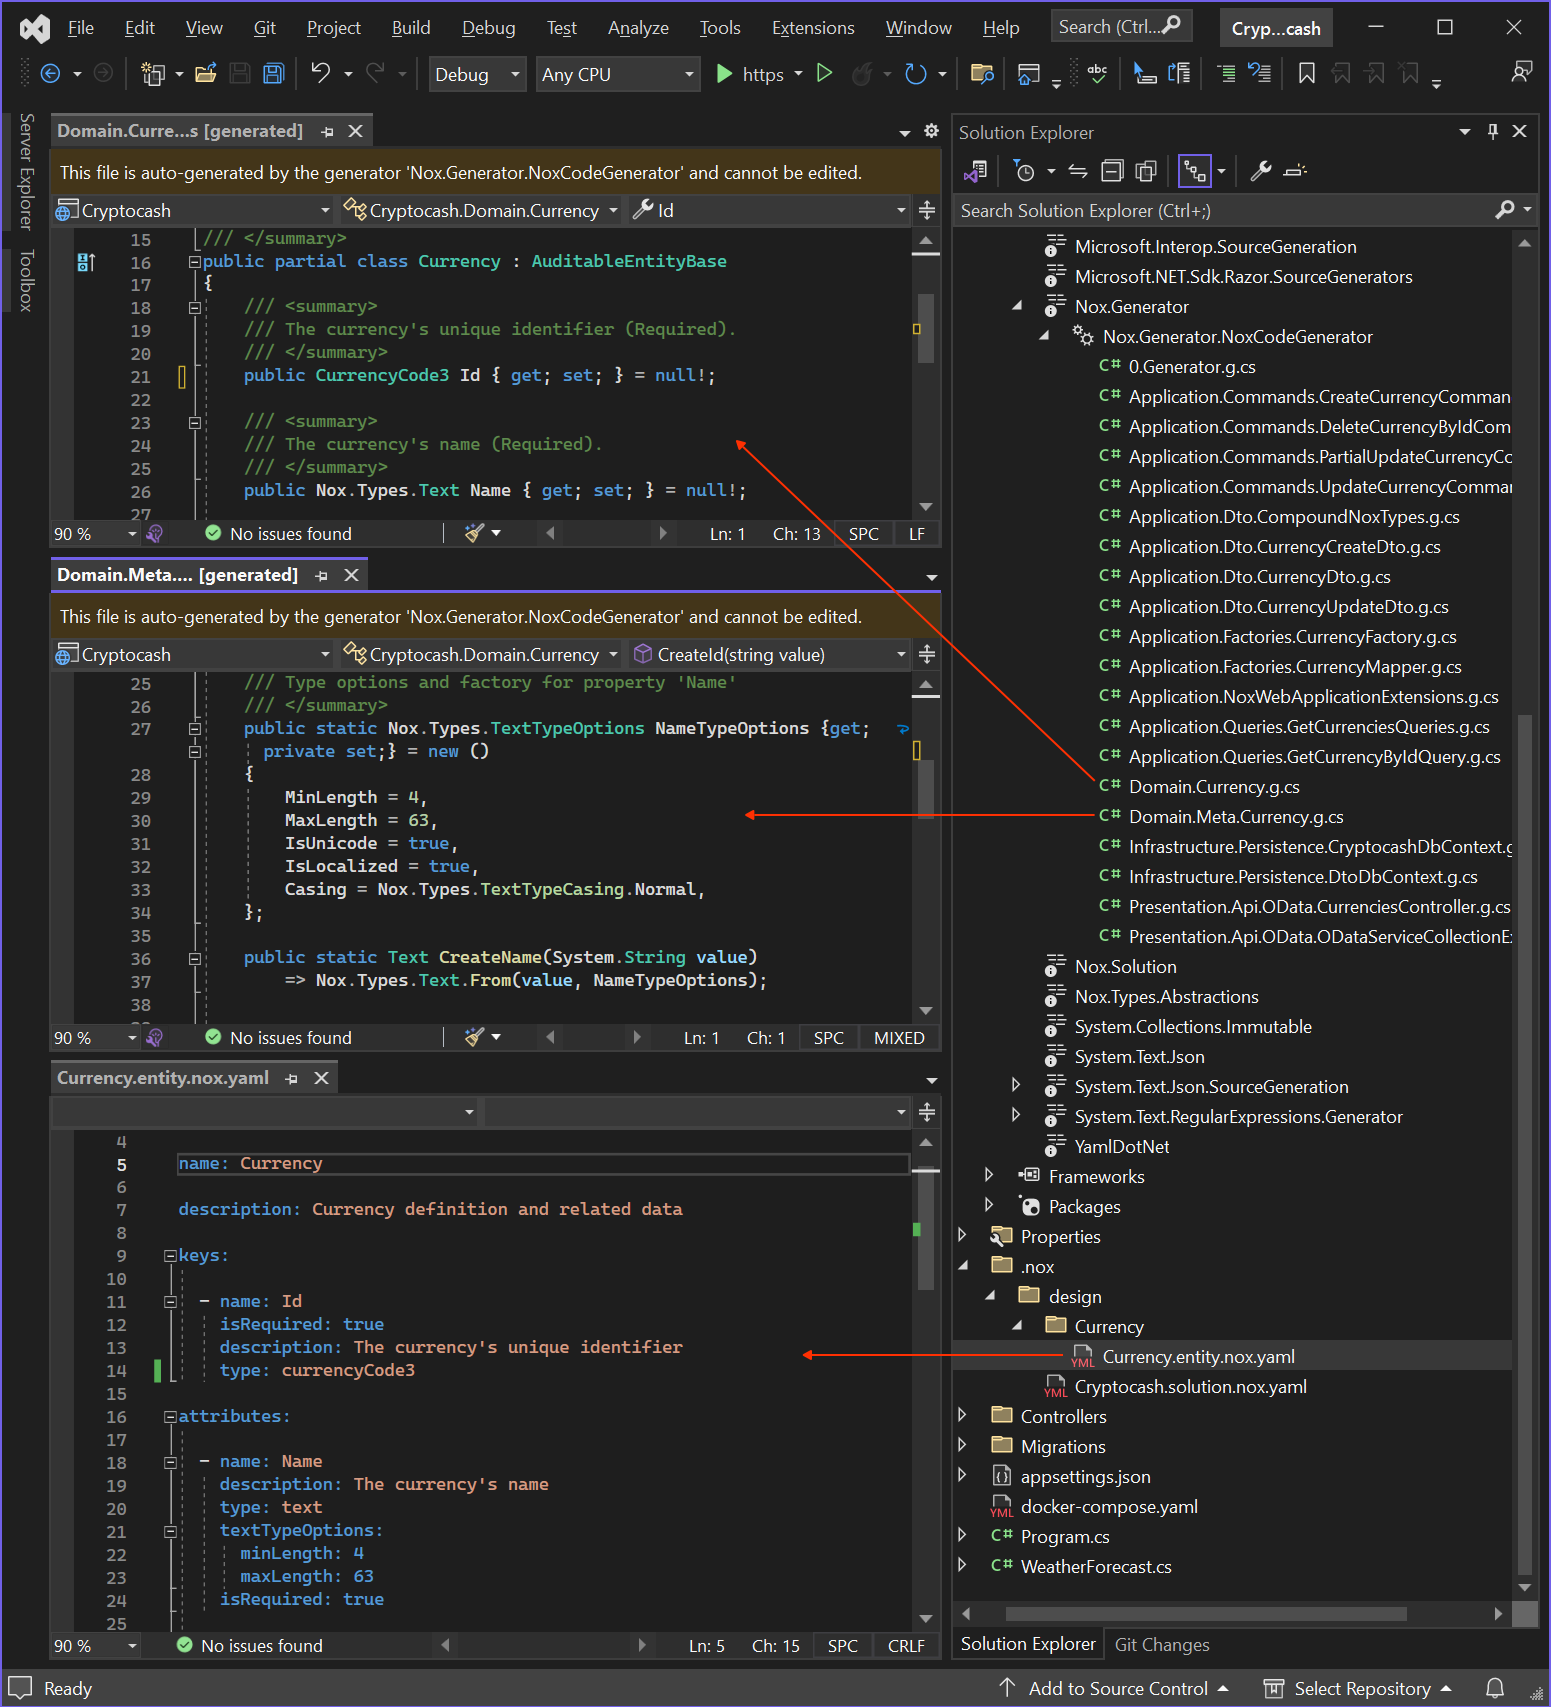 File Edit View Git Project Build Debug Test Analyze Tools Extensions Window Help Search (Ctrl... Cryp...cash
Debug Any CPU https
Server Explorer
Toolbox
Domain.Curre...s [generated]
This file is auto-generated by the generator 'Nox.Generator.NoxCodeGenerator' and cannot be edited.
Cryptocash Cryptocash.Domain.Currency Id
15 /// </summary>
16 public partial class Currency : AuditableEntityBase
17 {
18 /// <summary>
19 /// The currency's unique identifier (Required).
20 /// </summary>
21 public CurrencyCode3 Id { get; set; } = null!;
22
23 /// <summary>
24 /// The currency's name (Required).
25 /// </summary>
26 public Nox.Types.Text Name { get; set; } = null!;
27
90 % No issues found Ln: 1 Ch: 13 SPC LF
Domain.Meta.... [generated]
This file is auto-generated by the generator 'Nox.Generator.NoxCodeGenerator' and cannot be edited.
Cryptocash Cryptocash.Domain.Currency CreateId(string value)
25 /// Type options and factory for property 'Name'
26 /// </summary>
27 public static Nox.Types.TextTypeOptions NameTypeOptions {get;
private set;} = new ()
28 {
29 MinLength = 4,
30 MaxLength = 63,
31 IsUnicode = true,
32 IsLocalized = true,
33 Casing = Nox.Types.TextTypeCasing.Normal,
34 };
35
36 public static Text CreateName(System.String value)
37 => Nox.Types.Text.From(value, NameTypeOptions);
38
90 % No issues found Ln: 1 Ch: 1 SPC MIXED
Currency.entity.nox.yaml
4
5 name: Currency
6
7 description: Currency definition and related data
8
9 keys:
10
11 - name: Id
12 isRequired: true
13 description: The currency's unique identifier
14 type: currencyCode3
15
16 attributes:
17
18 - name: Name
19 description: The currency's name
20 type: text
21 textTypeOptions:
22 minLength: 4
23 maxLength: 63
24 isRequired: true
25
90 % No issues found Ln: 5 Ch: 15 SPC CRLF
Solution Explorer
Search Solution Explorer (Ctrl+;)
Microsoft.Interop.SourceGeneration
Microsoft.NET.Sdk.Razor.SourceGenerators
Nox.Generator
Nox.Generator.NoxCodeGenerator
C# 0.Generator.g.cs
C# Application.Commands.CreateCurrencyComman
C# Application.Commands.DeleteCurrencyByIdCom
C# Application.Commands.PartialUpdateCurrencyCo
C# Application.Commands.UpdateCurrencyComma
C# Application.Dto.CompoundNoxTypes.g.cs
C# Application.Dto.CurrencyCreateDto.g.cs
C# Application.Dto.CurrencyDto.g.cs
C# Application.Dto.CurrencyUpdateDto.g.cs
C# Application.Factories.CurrencyFactory.g.cs
C# Application.Factories.CurrencyMapper.g.cs
C# Application.NoxWebApplicationExtensions.g.cs
C# Application.Queries.GetCurrenciesQueries.g.cs
C# Application.Queries.GetCurrencyByIdQuery.g.cs
C# Domain.Currency.g.cs
C# Domain.Meta.Currency.g.cs
C# Infrastructure.Persistence.CryptocashDbContext.g
C# Infrastructure.Persistence.DtoDbContext.g.cs
C# Presentation.Api.OData.CurrenciesController.g.cs
C# Presentation.Api.OData.ODataServiceCollectionE
Nox.Solution
Nox.Types.Abstractions
System.Collections.Immutable
System.Text.Json
System.Text.Json.SourceGeneration
System.Text.RegularExpressions.Generator
YamlDotNet
Frameworks
Packages
Properties
.nox
design
Currency
YML Currency.entity.nox.yaml
YML Cryptocash.solution.nox.yaml
Controllers
Migrations
appsettings.json
YML docker-compose.yaml
C# Program.cs
C# WeatherForecast.cs
Solution Explorer Git Changes
Ready Add to Source Control Select Repository